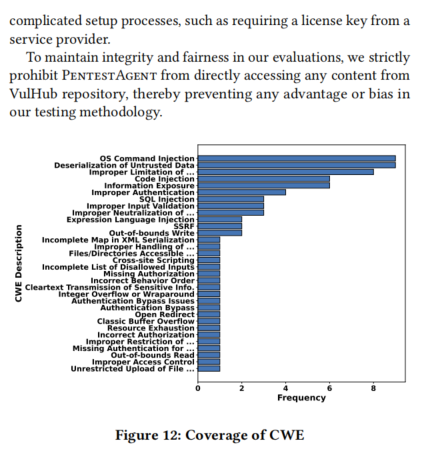 complicated setup processes, such as requiring a license key from a
service provider.
To maintain integrity and fairness in our evaluations, we strictly
prohibit PENTESTAGENT from directly accessing any content from
VulHub repository, thereby preventing any advantage or bias in
our testing methodology.
CWE Description
OS Command Injection
Deserialization of Untrusted Data
Improper Limitation of ...
Code Injection
Information Exposure
Improper Authentication
SQL Injection
Improper Input Validation
Improper Neutralization of ...
Expression Language Injection
SSRF
Out-of-bounds Write
Incomplete Map in XML Serialization
Improper Handling of ...
Files/Directories Accessible ...
Cross-site Scripting
Incomplete List of Disallowed Inputs
Missing Authorization
Incorrect Behavior Order
Cleartext Transmission of Sensitive Info.
Integer Overflow or Wraparound
Authentication Bypass Issues
Authentication Bypass
Open Redirect
Classic Buffer Overflow
Resource Exhaustion
Incorrect Authorization
Improper Restriction of ...
Missing Authentication for ...
Out-of-bounds Read
Improper Access Control
Unrestricted Upload of File ...
0 2 4 6 8
Frequency
Figure 12: Coverage of CWE